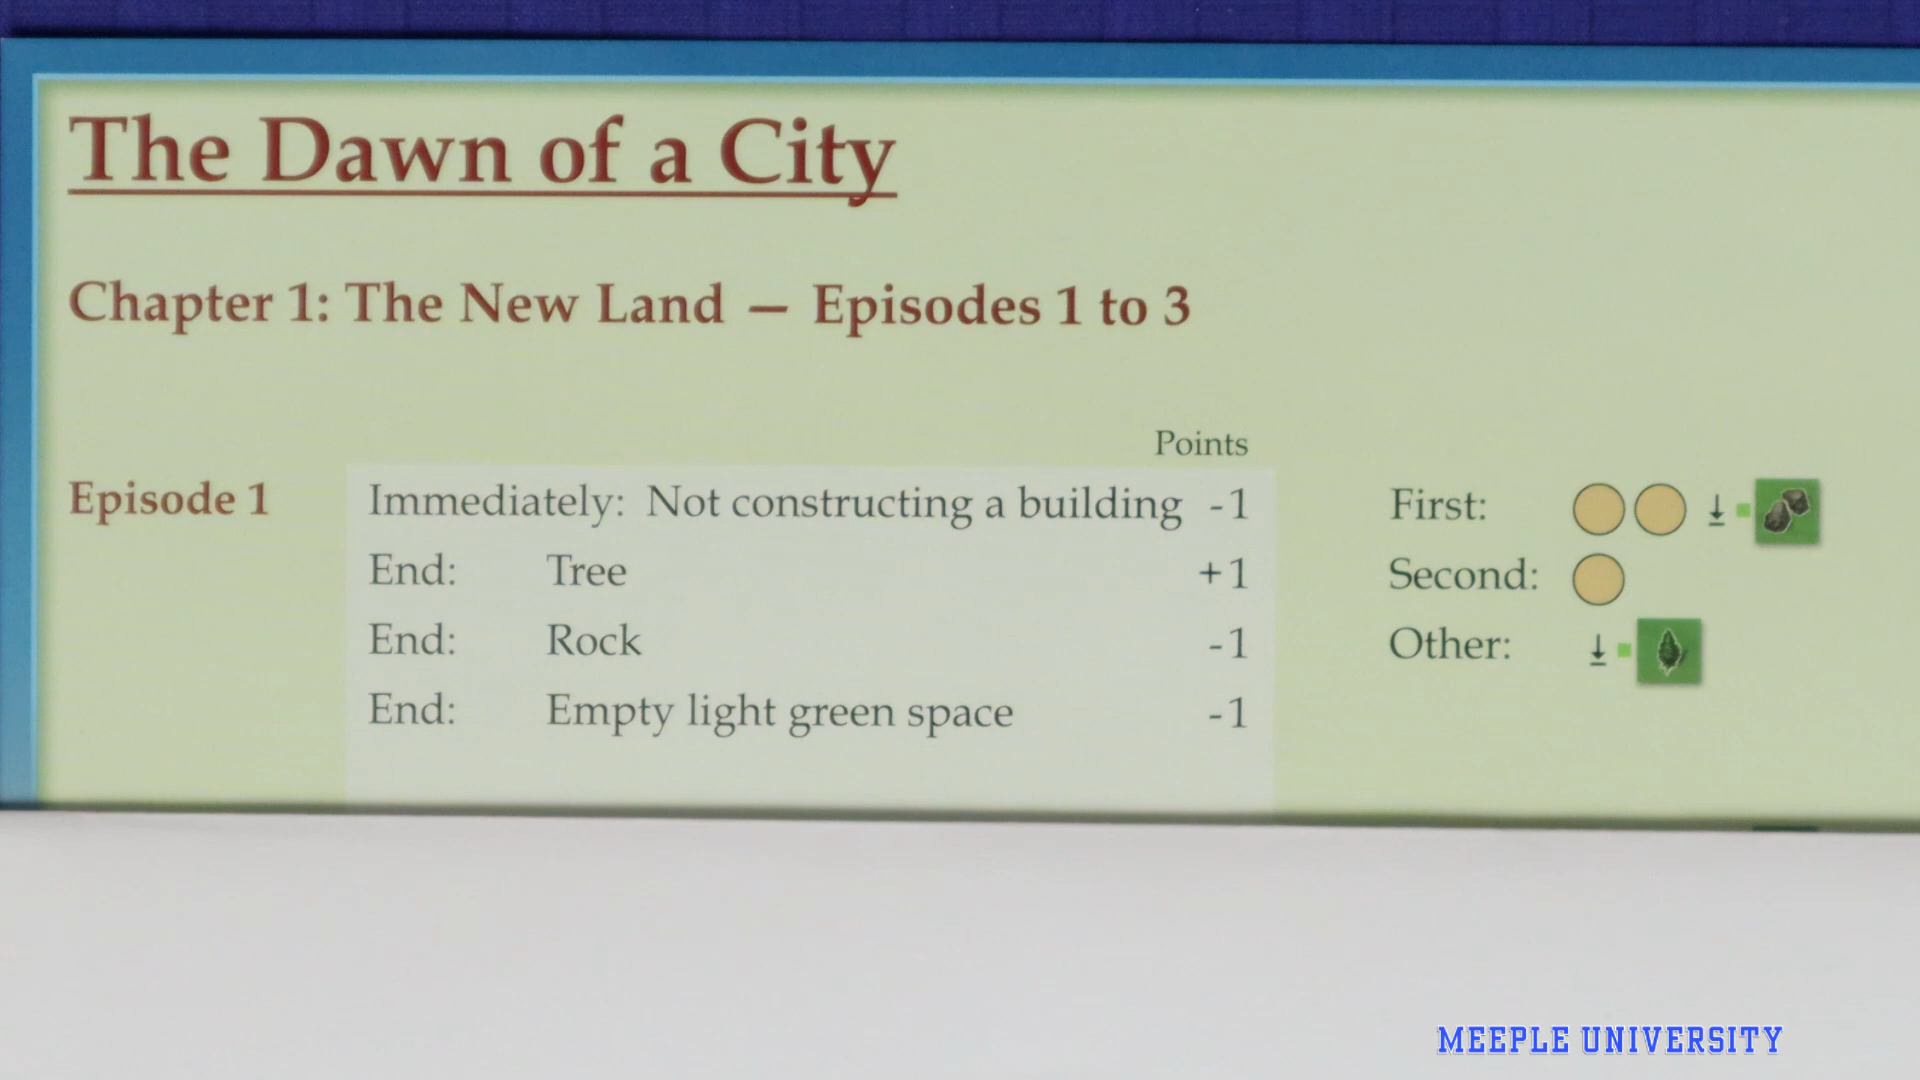 The Dawn of a City
Chapter 1: The New Land — Episodes 1 to 3
Points
Episode 1 Immediately: Not constructing a building -1 First:
End: Tree +1 Second:
End: Rock -1 Other:
End: Empty light green space -1
MEEPLE UNIVERSITY